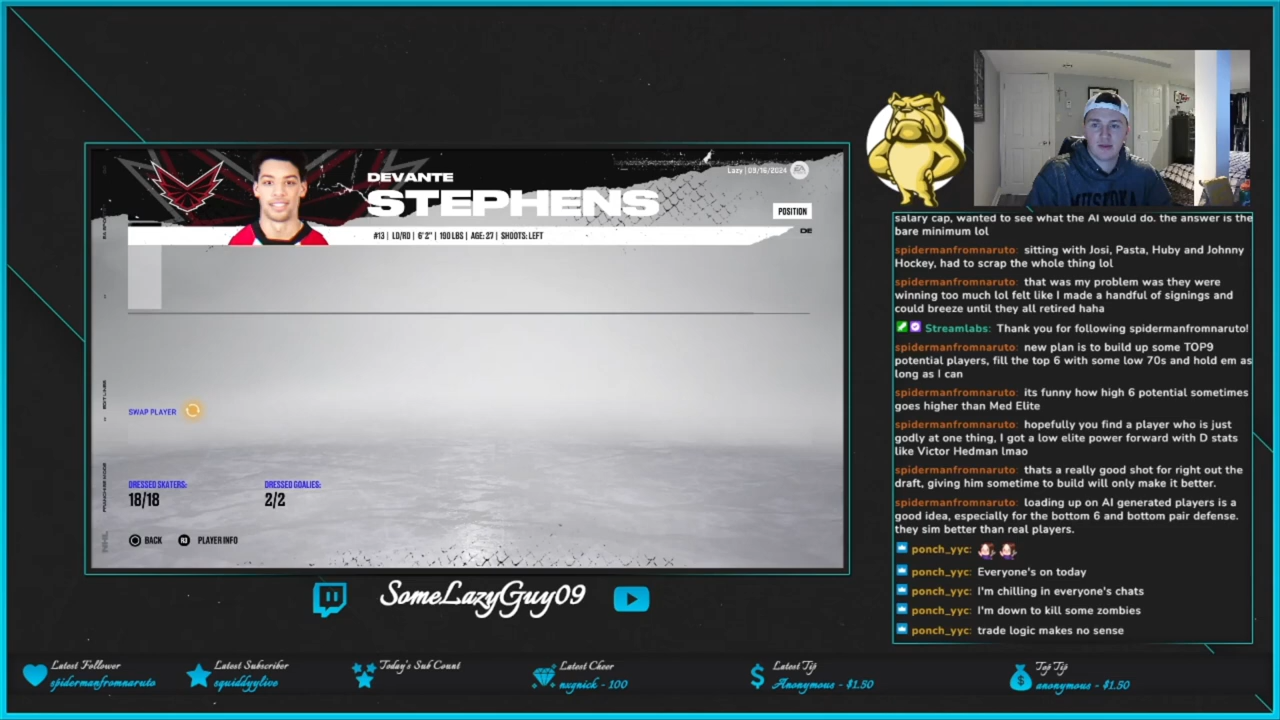 DEVANTE
STEPHENS
Lazy | 09/16/2024
POSITION
#13 | LD/RD | 6' 2" | 190 LBS | AGE: 27 | SHOOTS: LEFT
DE
SWAP PLAYER
DRESSED SKATERS:
18/18
DRESSED GOALIES:
2/2
BACK
PLAYER INFO
EDIT LINES
FRANCHISE MODE
NHL
MUSKOKA
salary cap, wanted to see what the AI would do. the answer is the
bare minimum lol
spidermanfromnaruto: sitting with Josi, Pasta, Huby and Johnny
Hockey, had to scrap the whole thing lol
spidermanfromnaruto: that was my problem was they were
winning too much lol felt like I made a handful of signings and
could breeze until they all retired haha
Streamlabs: Thank you for following spidermanfromnaruto!
spidermanfromnaruto: new plan is to build up some TOP9
potential players, fill the top 6 with some low 70s and hold em as
long as I can
spidermanfromnaruto: its funny how high 6 potential sometimes
goes higher than Med Elite
spidermanfromnaruto: hopefully you find a player who is just
godly at one thing, I got a low elite power forward with D stats
like Victor Hedman lmao
spidermanfromnaruto: thats a really good shot for right out the
draft, giving him sometime to build will only make it better.
spidermanfromnaruto: loading up on AI generated players is a
good idea, especially for the bottom 6 and bottom pair defense.
they sim better than real players.
ponch_yyc:
ponch_yyc: Everyone's on today
ponch_yyc: I'm chilling in everyone's chats
ponch_yyc: I'm down to kill some zombies
ponch_yyc: trade logic makes no sense
SomeLazyGuy09
Latest Follower
spidermanfromnaruto
Latest Subscriber
squiddyylive
Today's Sub Count
Latest Cheer
nxgnick - 100
Latest Tip
Anonymous - $1.50
Top Tip
anonymous - $1.50